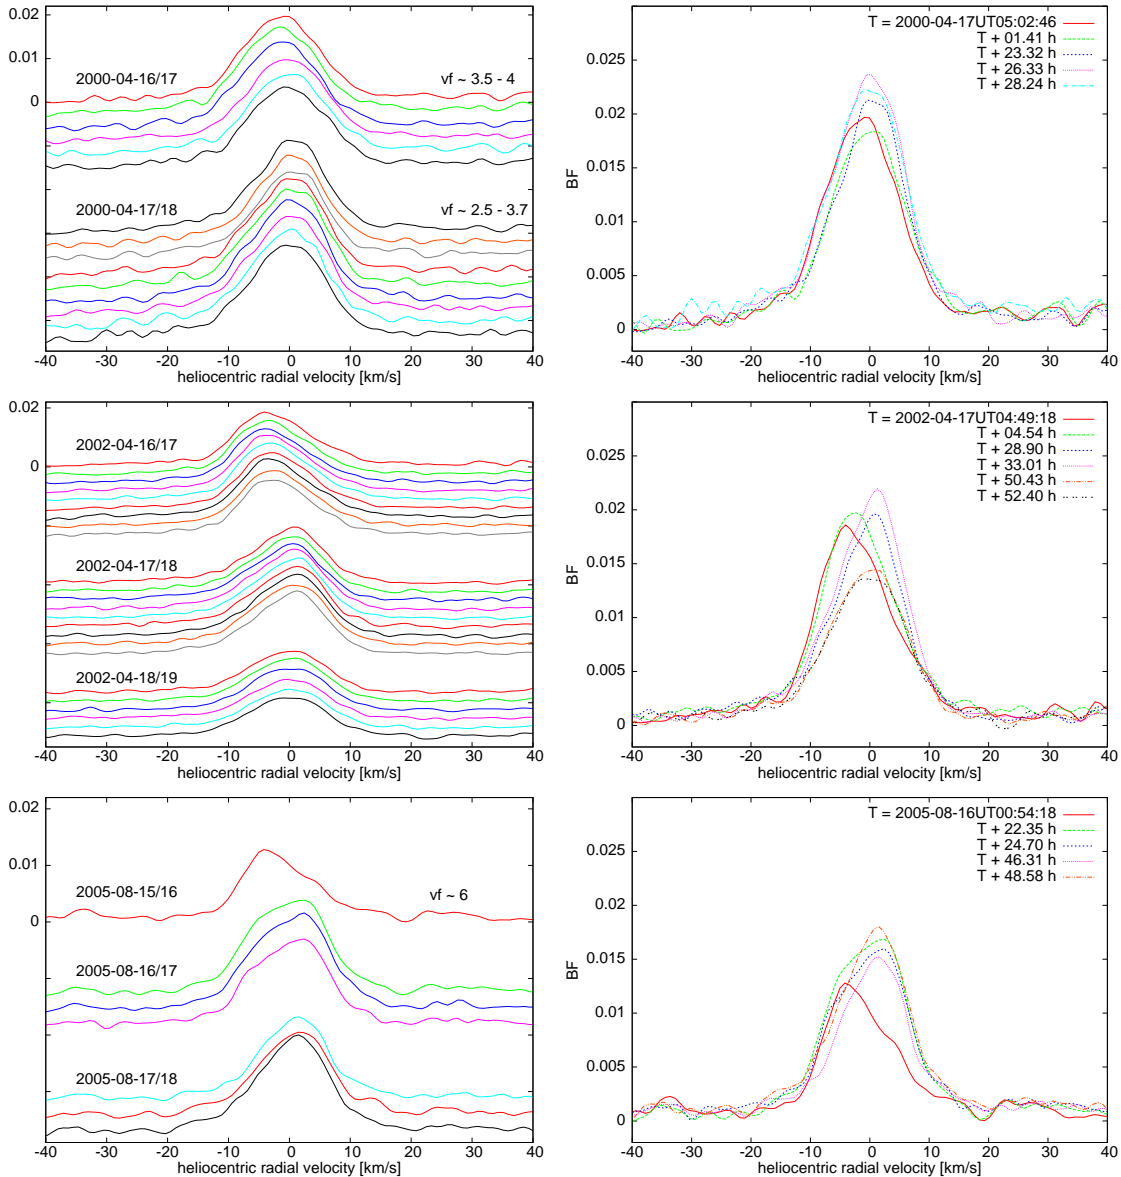 0.02
0
2000-04-16/17
vf ~ 3.5 - 4
2000-04-17/18
vf ~ 2.5 - 3.7
-40 -30 -20 -10 0 10 20 30 40
heliocentric radial velocity [km/s]
T = 2000-04-17UT05:02:46
T + 01.41 h
T + 23.32 h
T + 26.33 h
T + 28.24 h
0.025
0.02
0.015
0.01
0.005
0
BF
-40 -30 -20 -10 0 10 20 30 40
heliocentric radial velocity [km/s]
0.02
0
2002-04-16/17
2002-04-17/18
2002-04-18/19
-40 -30 -20 -10 0 10 20 30 40
heliocentric radial velocity [km/s]
T = 2002-04-17UT04:49:18
T + 04.54 h
T + 28.90 h
T + 33.01 h
T + 50.43 h
T + 52.40 h
0.025
0.02
0.015
0.01
0.005
0
BF
-40 -30 -20 -10 0 10 20 30 40
heliocentric radial velocity [km/s]
0.02
0
2005-08-15/16
vf ~ 6
2005-08-16/17
2005-08-17/18
-40 -30 -20 -10 0 10 20 30 40
heliocentric radial velocity [km/s]
T = 2005-08-16UT00:54:18
T + 22.35 h
T + 24.70 h
T + 46.31 h
T + 48.58 h
0.025
0.02
0.015
0.01
0.005
0
BF
-40 -30 -20 -10 0 10 20 30 40
heliocentric radial velocity [km/s]